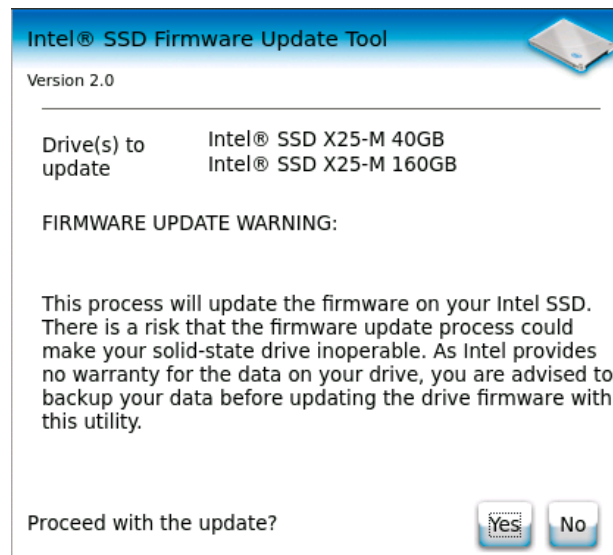 Intel® SSD Firmware Update Tool
Version 2.0
Drive(s) to update
Intel® SSD X25-M 40GB
Intel® SSD X25-M 160GB
FIRMWARE UPDATE WARNING:
This process will update the firmware on your Intel SSD.
There is a risk that the firmware update process could
make your solid-state drive inoperable. As Intel provides
no warranty for the data on your drive, you are advised to
backup your data before updating the drive firmware with
this utility.
Proceed with the update?
Yes
No